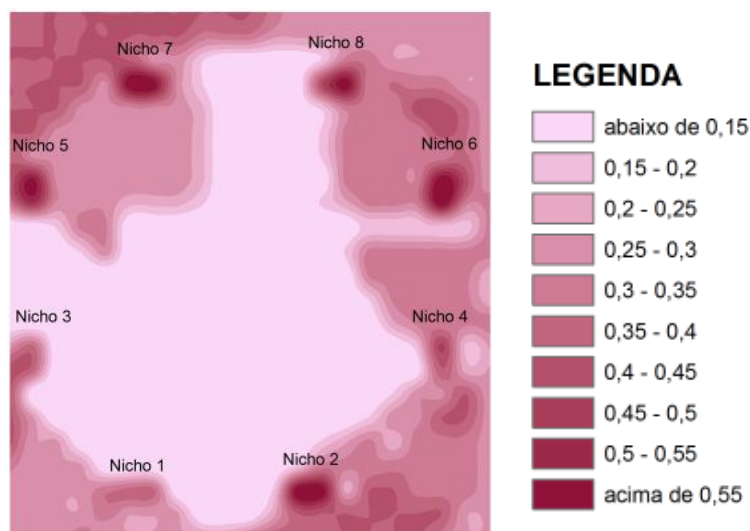 Nicho 7
Nicho 8
Nicho 5
Nicho 6
Nicho 3
Nicho 4
Nicho 1
Nicho 2
LEGENDA
abaixo de 0,15
0,15 - 0,2
0,2 - 0,25
0,25 - 0,3
0,3 - 0,35
0,35 - 0,4
0,4 - 0,45
0,45 - 0,5
0,5 - 0,55
acima de 0,55